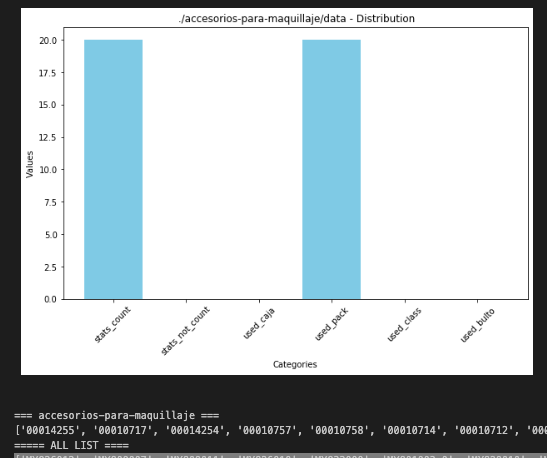 ./accesorios-para-maquillaje/data - Distribution
20.0
17.5
15.0
12.5
10.0
7.5
5.0
2.5
0.0
Values
stats_count
stats_not_count
used_caja
used_pack
used_class
used_bulto
Categories
=== accesorios-para-maquillaje ===
['00014255', '00010717', '00014254', '00010757', '00010758', '00010714', '00010712', '000
===== ALL LIST ====